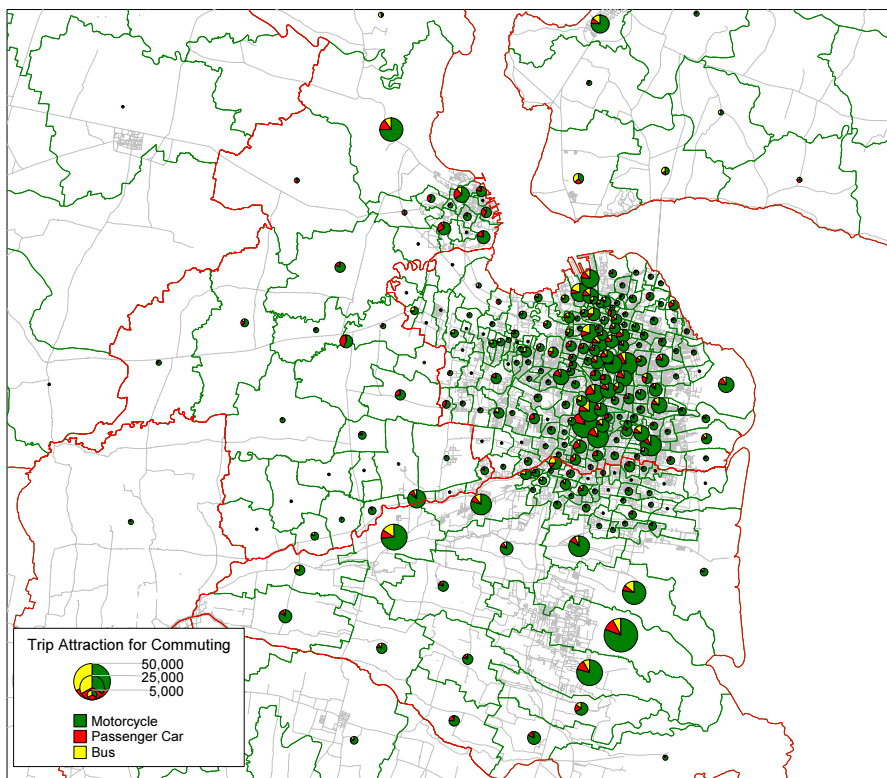 Trip Attraction for Commuting
50,000
25,000
5,000
Motorcycle
Passenger Car
Bus